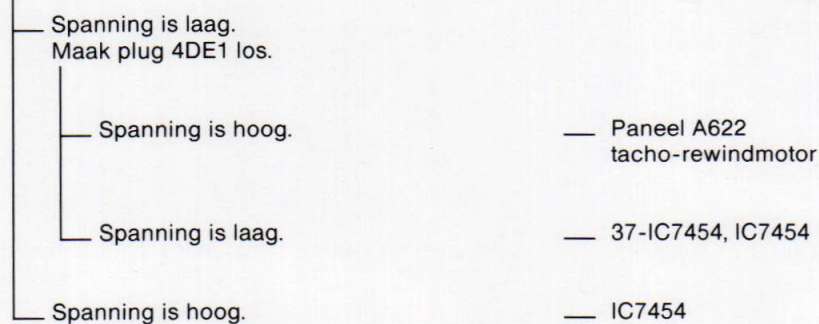 Spanning is laag.
Maak plug 4DE1 los.
Spanning is hoog.
Paneel A622
tacho-rewindmotor
Spanning is laag.
37-IC7454, IC7454
Spanning is hoog.
IC7454